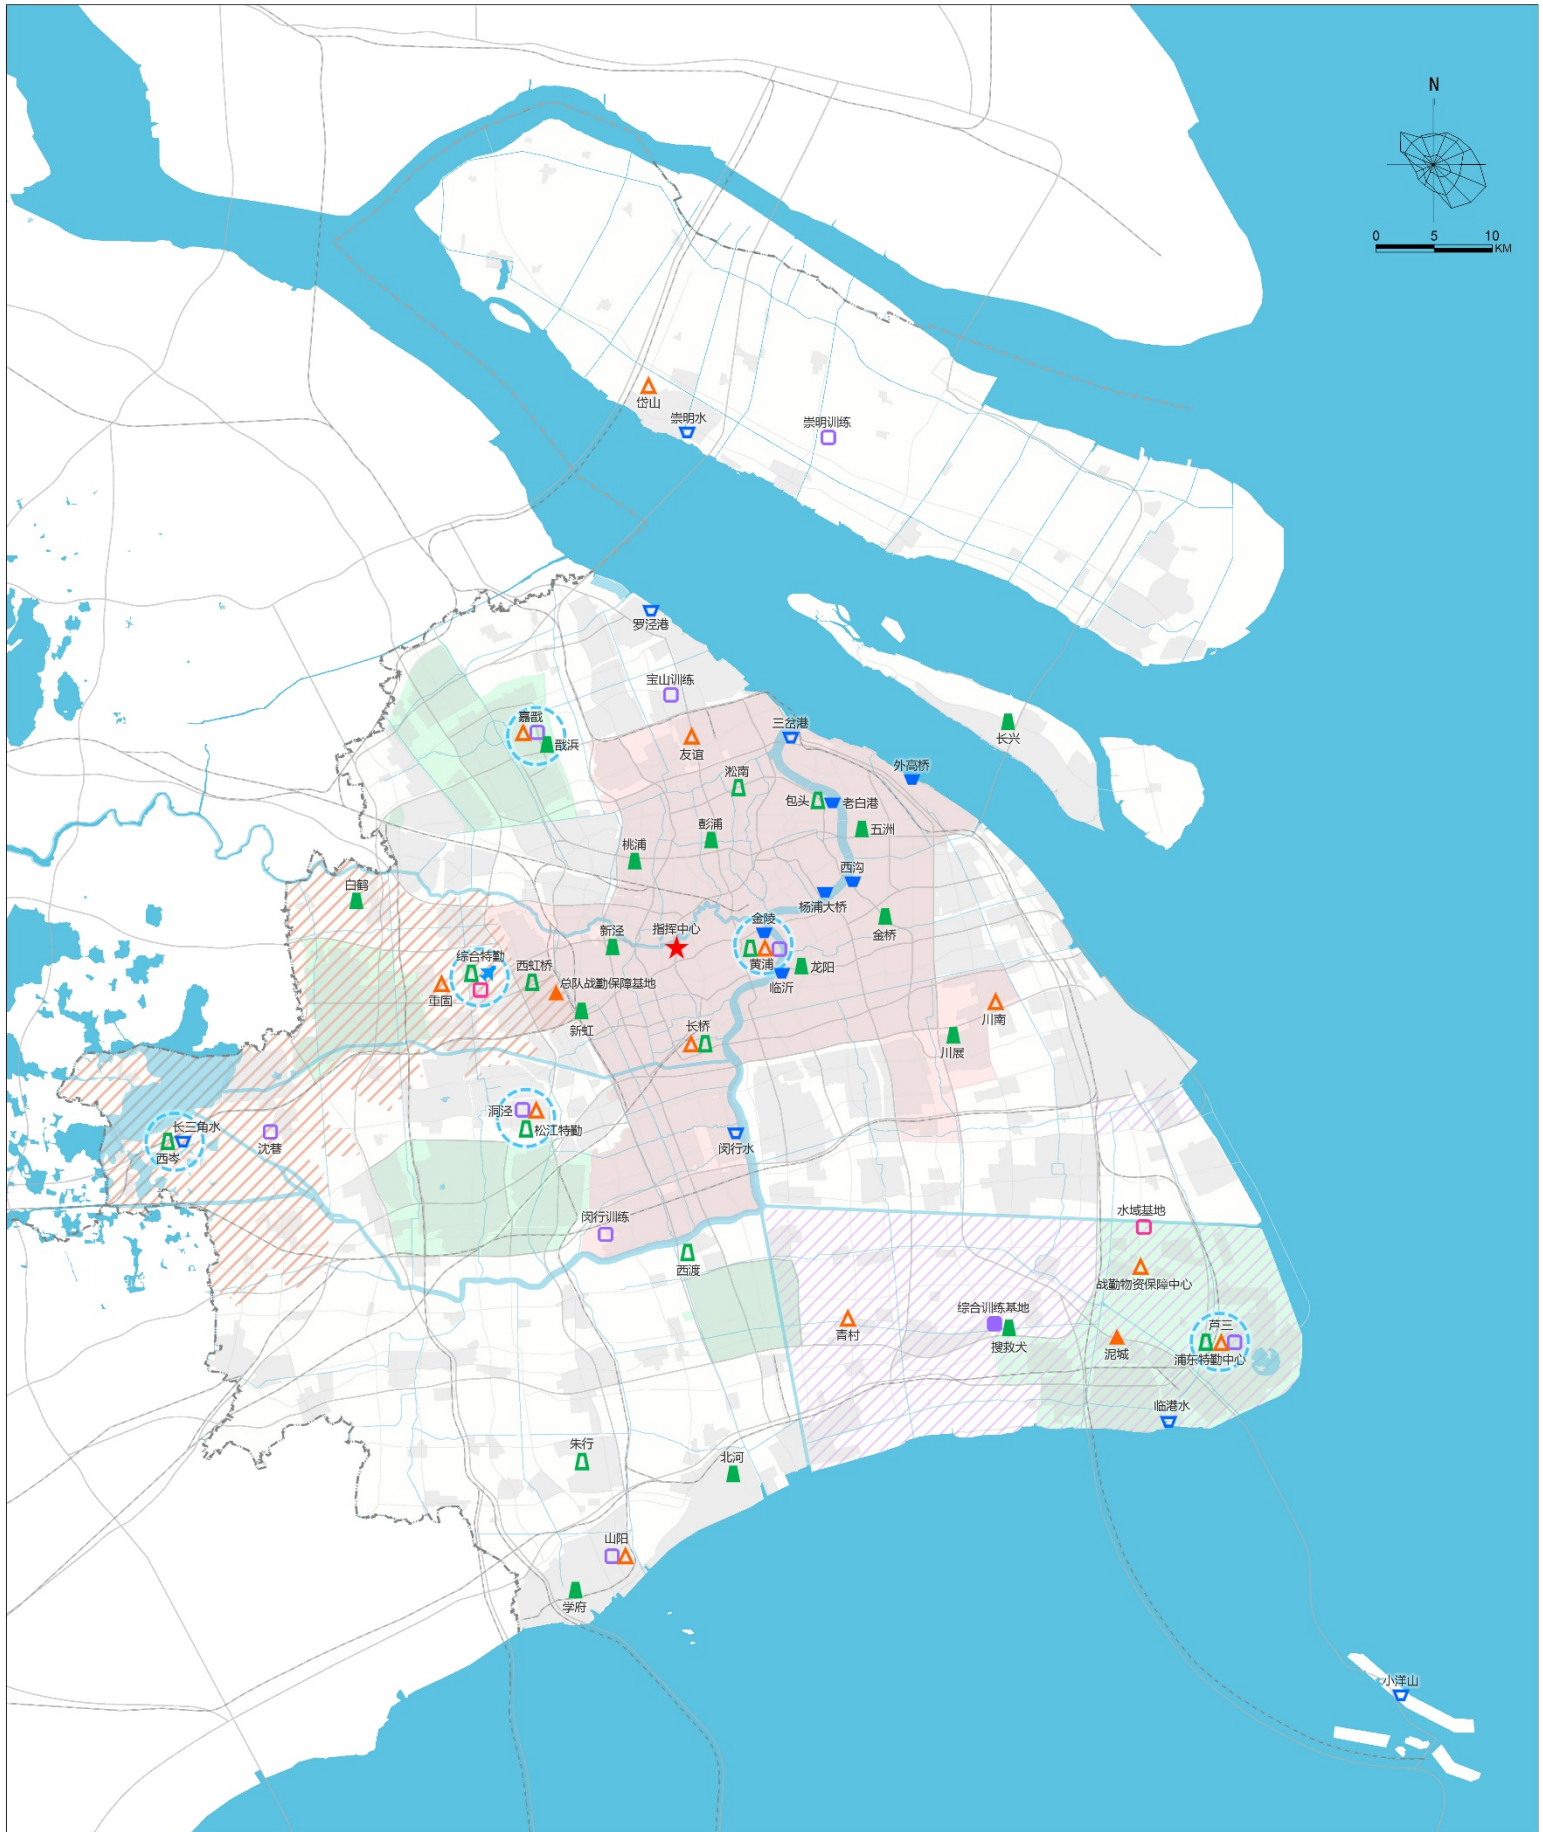 N
0 5 10
KM
岱山
崇明水
崇明训练
罗泾港
宝山训练
嘉戬
戬浜
友谊
三岔港
长兴
淞南
外高桥
包头
老白港
彭浦
五洲
桃浦
西沟
白鹤
杨浦大桥
金陵
新泾
指挥中心
金桥
综合特勤
西虹桥
黄浦
龙阳
总队战勤保障基地
临沂
重固
川南
新虹
长桥
川展
洞泾
长三角水
松江特勤
沈巷
闵行水
西岑
水域基地
闵行训练
西渡
战勤物资保障中心
综合训练基地
芦三
青村
搜救犬
泥城
浦东特勤中心
临港水
朱行
北河
山阳
学府
小洋山